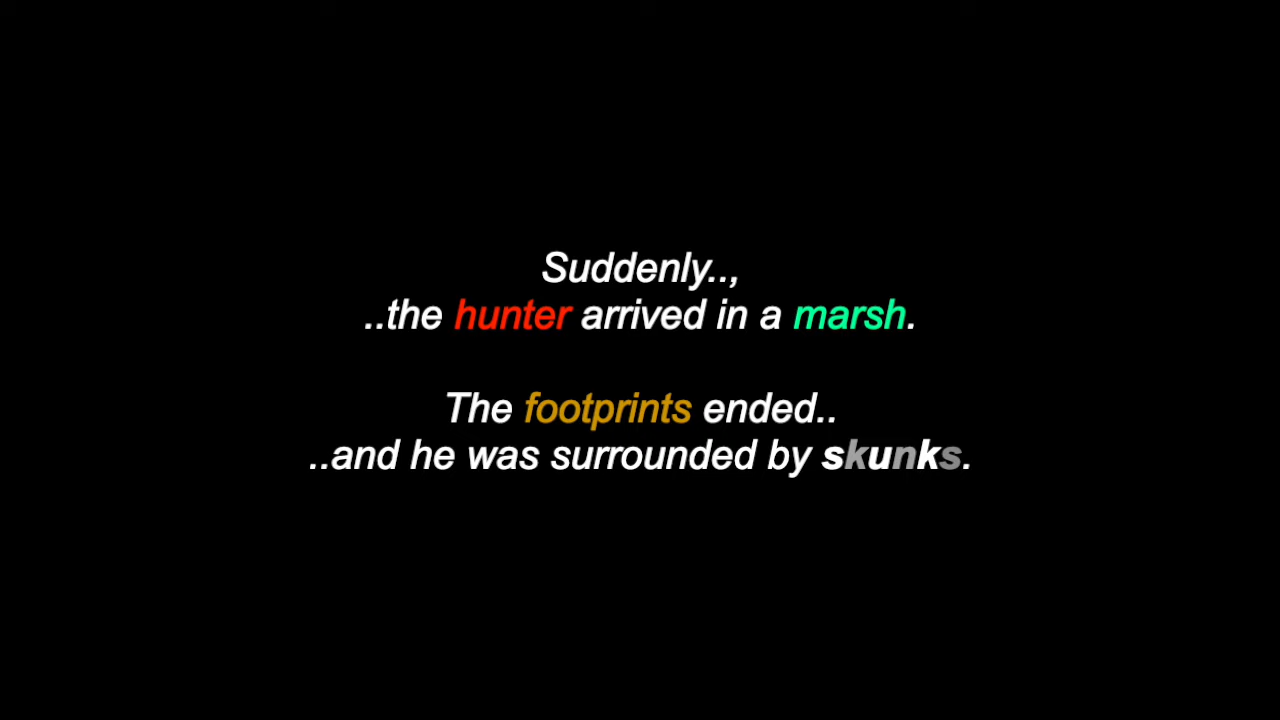 Suddenly..,
..the hunter arrived in a marsh.
The footprints ended..
..and he was surrounded by skunks.